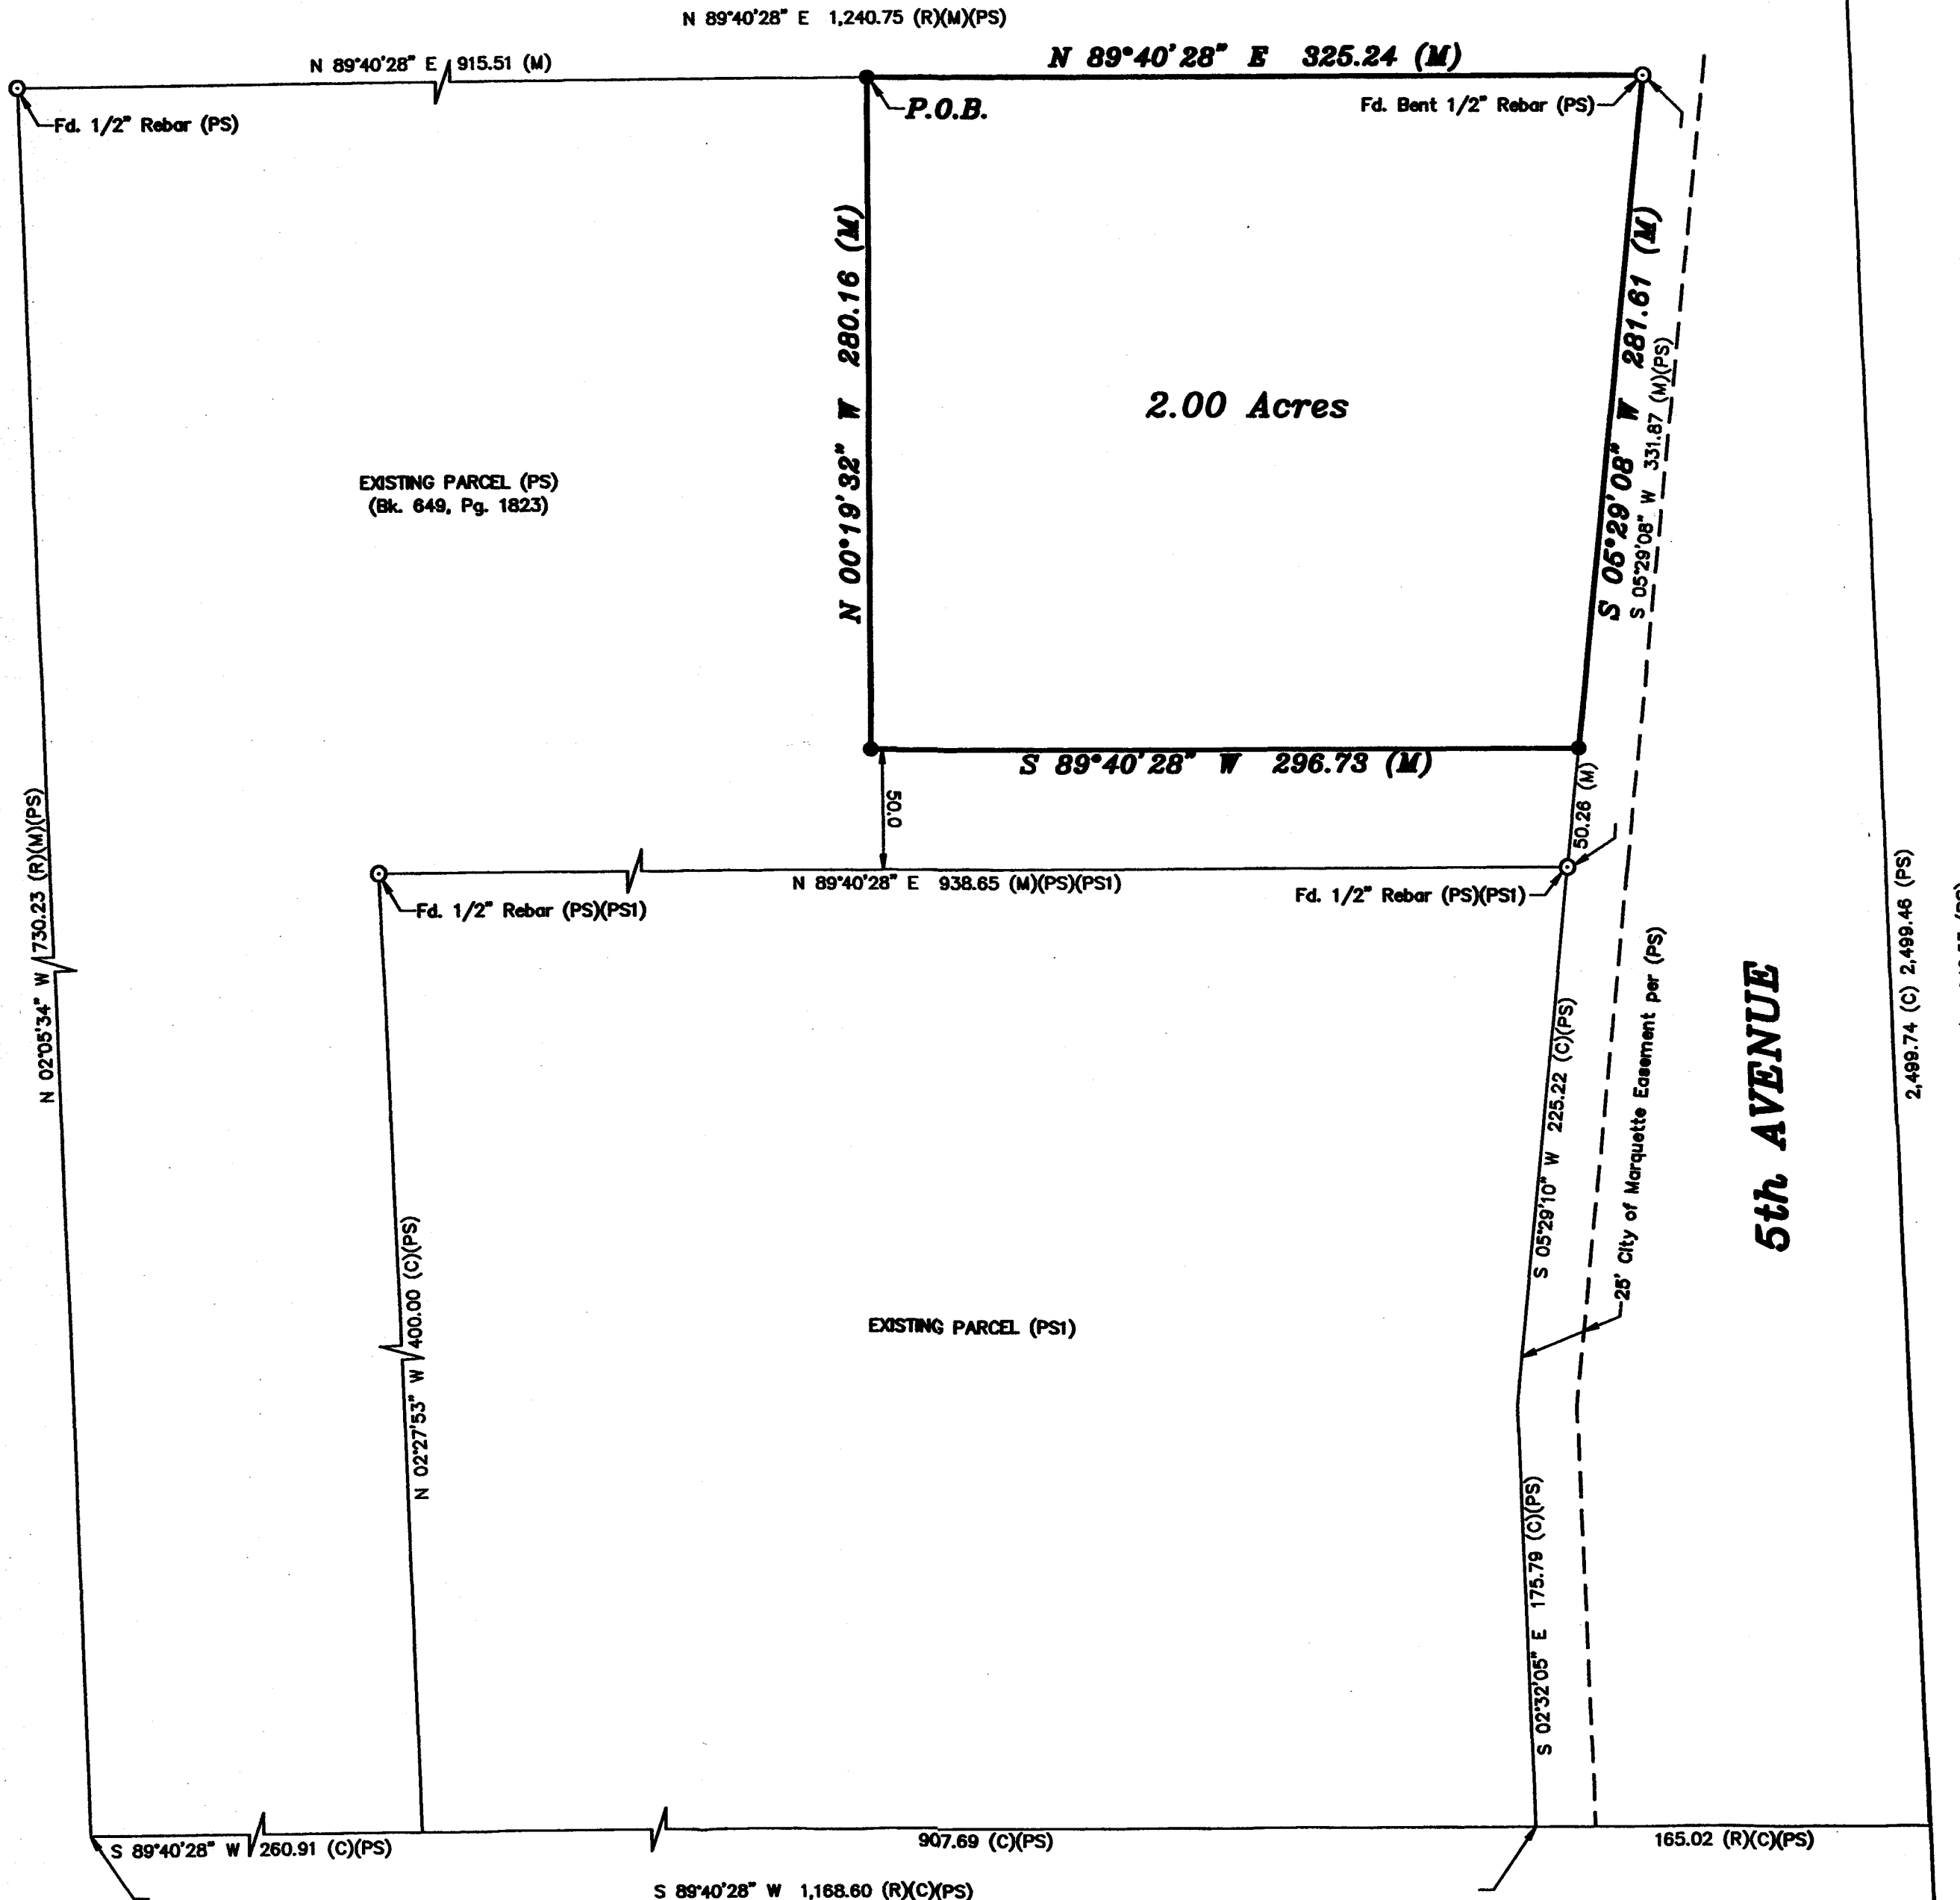 N 89°40'28" E 1,240.75 (R)(M)(PS)
N 89°40'28" E 915.51 (M)
N 89°40'28" E 325.24 (M)
Fd. 1/2" Rebar (PS)
P.O.B.
Fd. Bent 1/2" Rebar (PS)
N 00°19'32" W 280.16 (M)
S 05°29'08" W 281.61 (M)
S 05°29'08" W 331.87 (M)(PS)
2.00 Acres
EXISTING PARCEL (PS)
(Bk. 649, Pg. 1823)
S 89°40'28" W 296.73 (M)
50.0
50.26 (M)
N 02°05'34" W 730.23 (R)(M)(PS)
N 89°40'28" E 938.65 (M)(PS)(PS1)
Fd. 1/2" Rebar (PS)(PS1)
Fd. 1/2" Rebar (PS)(PS1)
2,499.74 (C) 2,499.46 (PS)
5th AVENUE
25' City of Marquette Easement per (PS)
S 05°29'10" W 225.22 (C)(PS)
N 02°27'53" W 400.00 (C)(PS)
EXISTING PARCEL (PS1)
S 02°32'05" E 175.79 (C)(PS)
S 89°40'28" W 260.91 (C)(PS)
907.69 (C)(PS)
165.02 (R)(C)(PS)
S 89°40'28" W 1,168.60 (R)(C)(PS)